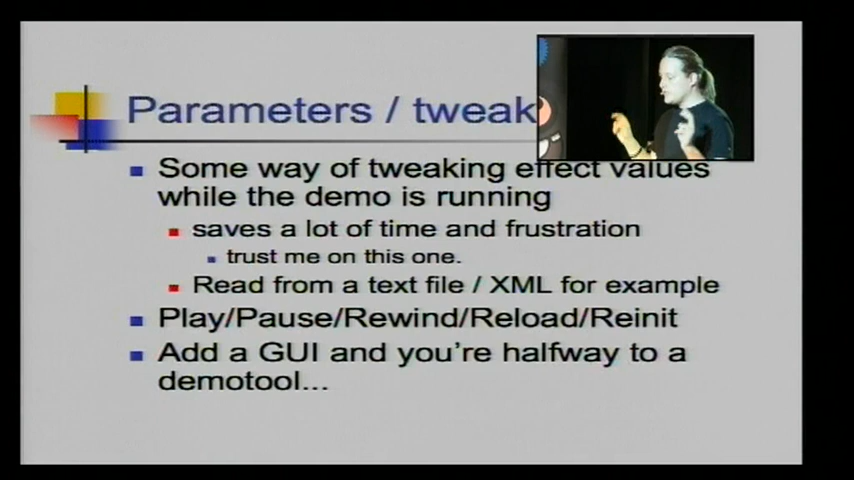 Parameters / tweak
Some way of tweaking effect values
while the demo is running
saves a lot of time and frustration
trust me on this one.
Read from a text file / XML for example
Play/Pause/Rewind/Reload/Reinit
Add a GUI and you're halfway to a
demotool...